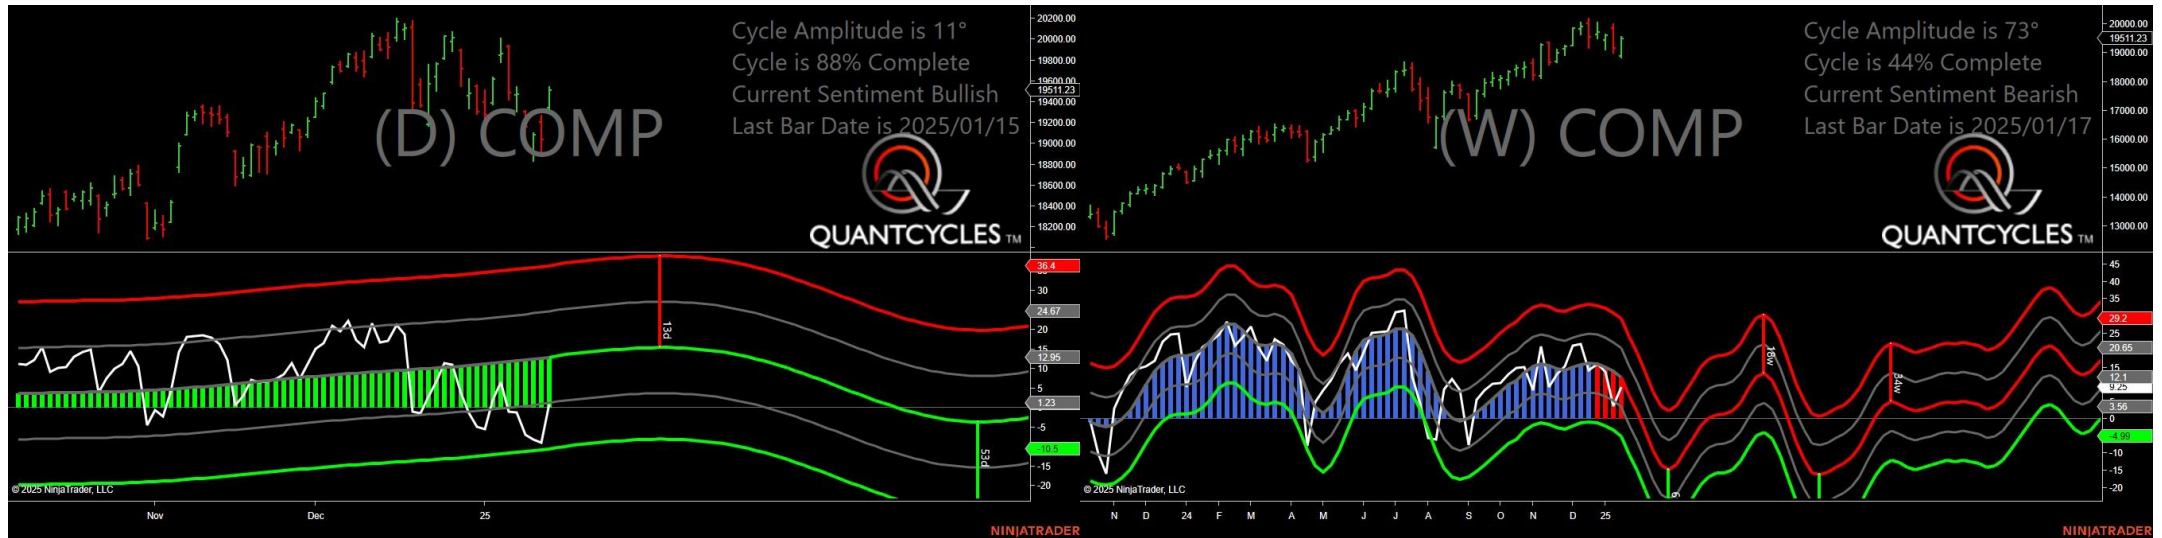 Cycle Amplitude is 11°
Cycle is 88% Complete
Current Sentiment Bullish
Last Bar Date is 2025/01/15
(D) COMP
QUANTCYCLES TM
20200.00
20000.00
19800.00
19600.00
19511.23
19400.00
19200.00
19000.00
18800.00
18600.00
18400.00
18200.00
36.4
30
24.67
20
15
12.95
10
5
1.23
-5
-10.5
-15
-20
13d
53d
© 2025 NinjaTrader, LLC
Nov
Dec
25
NINJATRADER
Cycle Amplitude is 73°
Cycle is 44% Complete
Current Sentiment Bearish
Last Bar Date is 2025/01/17
(W) COMP
QUANTCYCLES TM
20000.00
19511.23
19000.00
18000.00
17000.00
16000.00
15000.00
14000.00
13000.00
45
40
35
29.2
25
20.65
15
12.1
9.25
3.56
0
-4.99
-10
-15
-20
18w
34w
© 2025 NinjaTrader, LLC
N
D
24
F
M
A
M
J
J
A
S
O
N
D
25
NINJATRADER